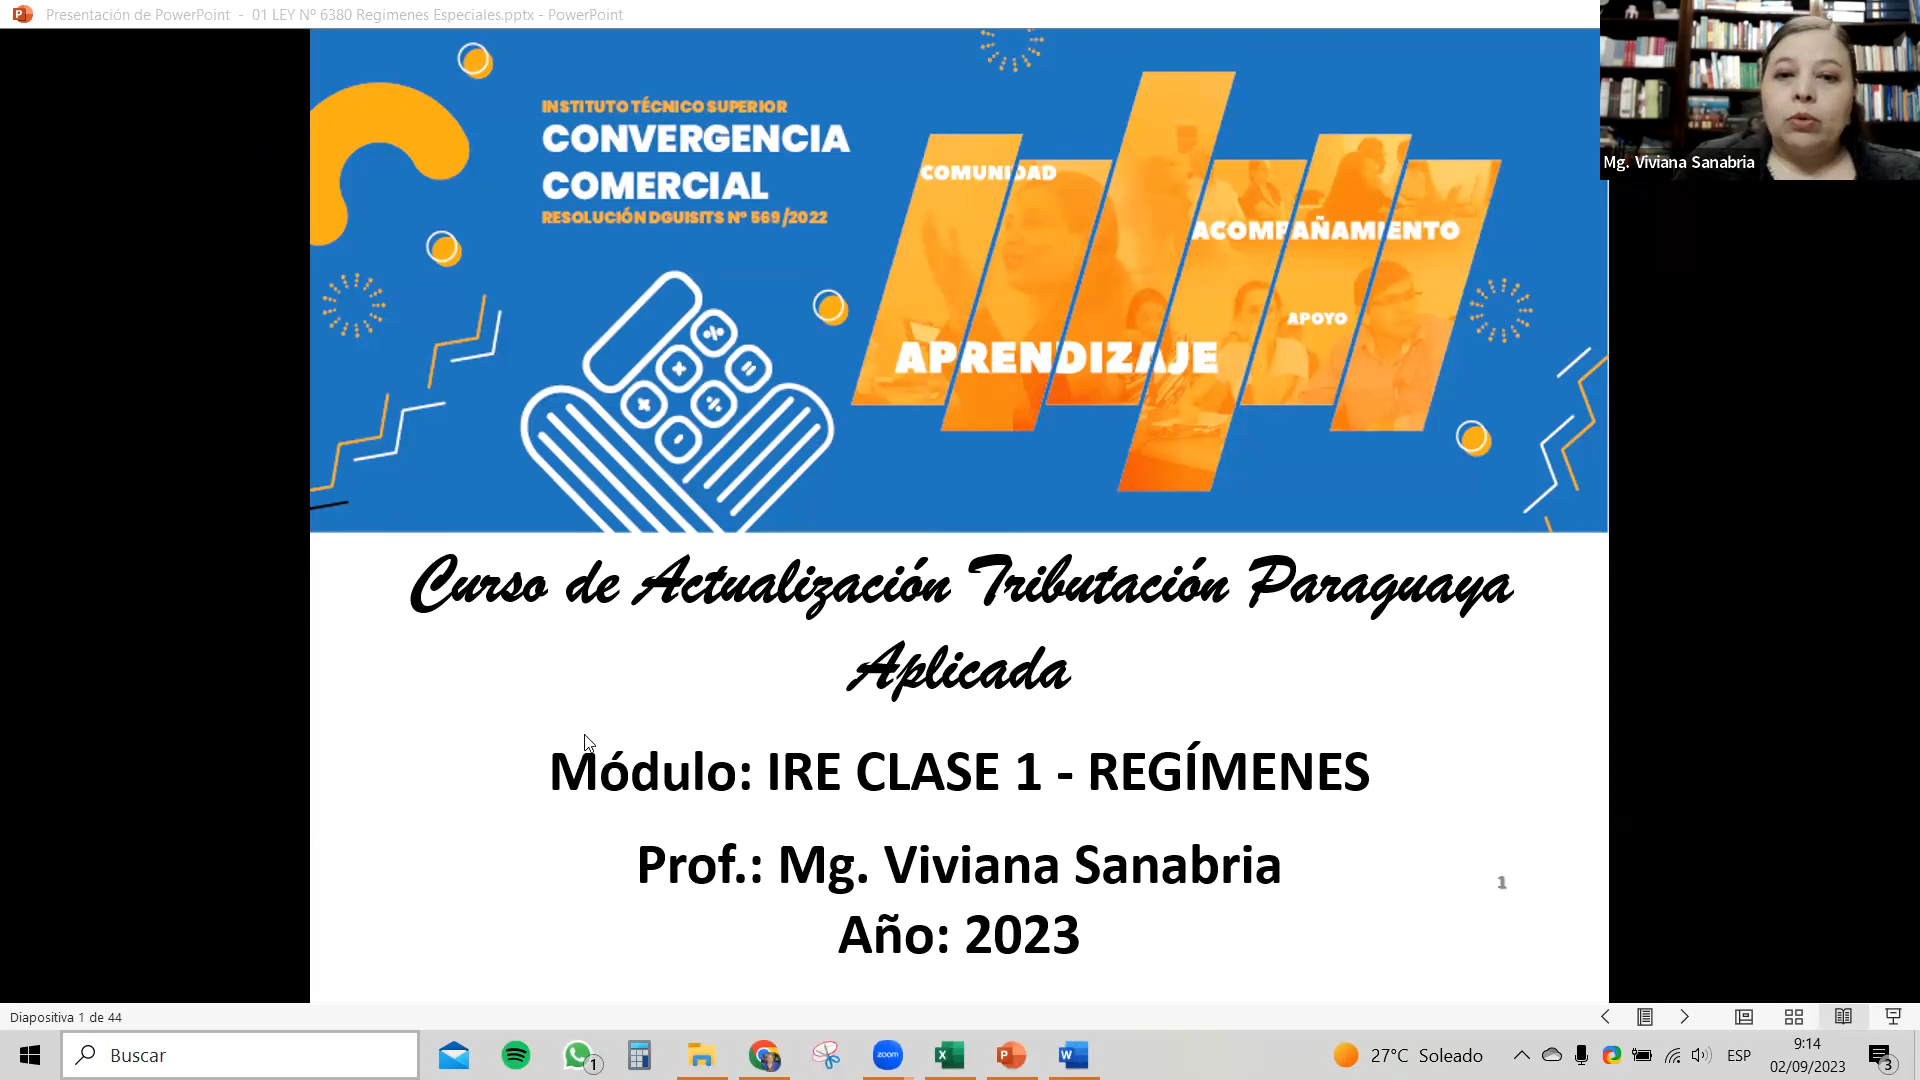 Presentación de PowerPoint - 01 LEY Nº 6380 Regimenes Especiales.pptx - PowerPoint
INSTITUTO TÉCNICO SUPERIOR
CONVERGENCIA
COMERCIAL
RESOLUCIÓN DGUISITS Nº 569/2022
COMUNIDAD
ACOMPAÑAMIENTO
APOYO
APRENDIZAJE
Mg. Viviana Sanabria
Curso de Actualización Tributación Paraguaya
Aplicada
Módulo: IRE CLASE 1 - REGÍMENES
Prof.: Mg. Viviana Sanabria
1
Año: 2023
Diapositiva 1 de 44
Buscar
1
zoom
27°C Soleado
ESP
9:14
02/09/2023
3